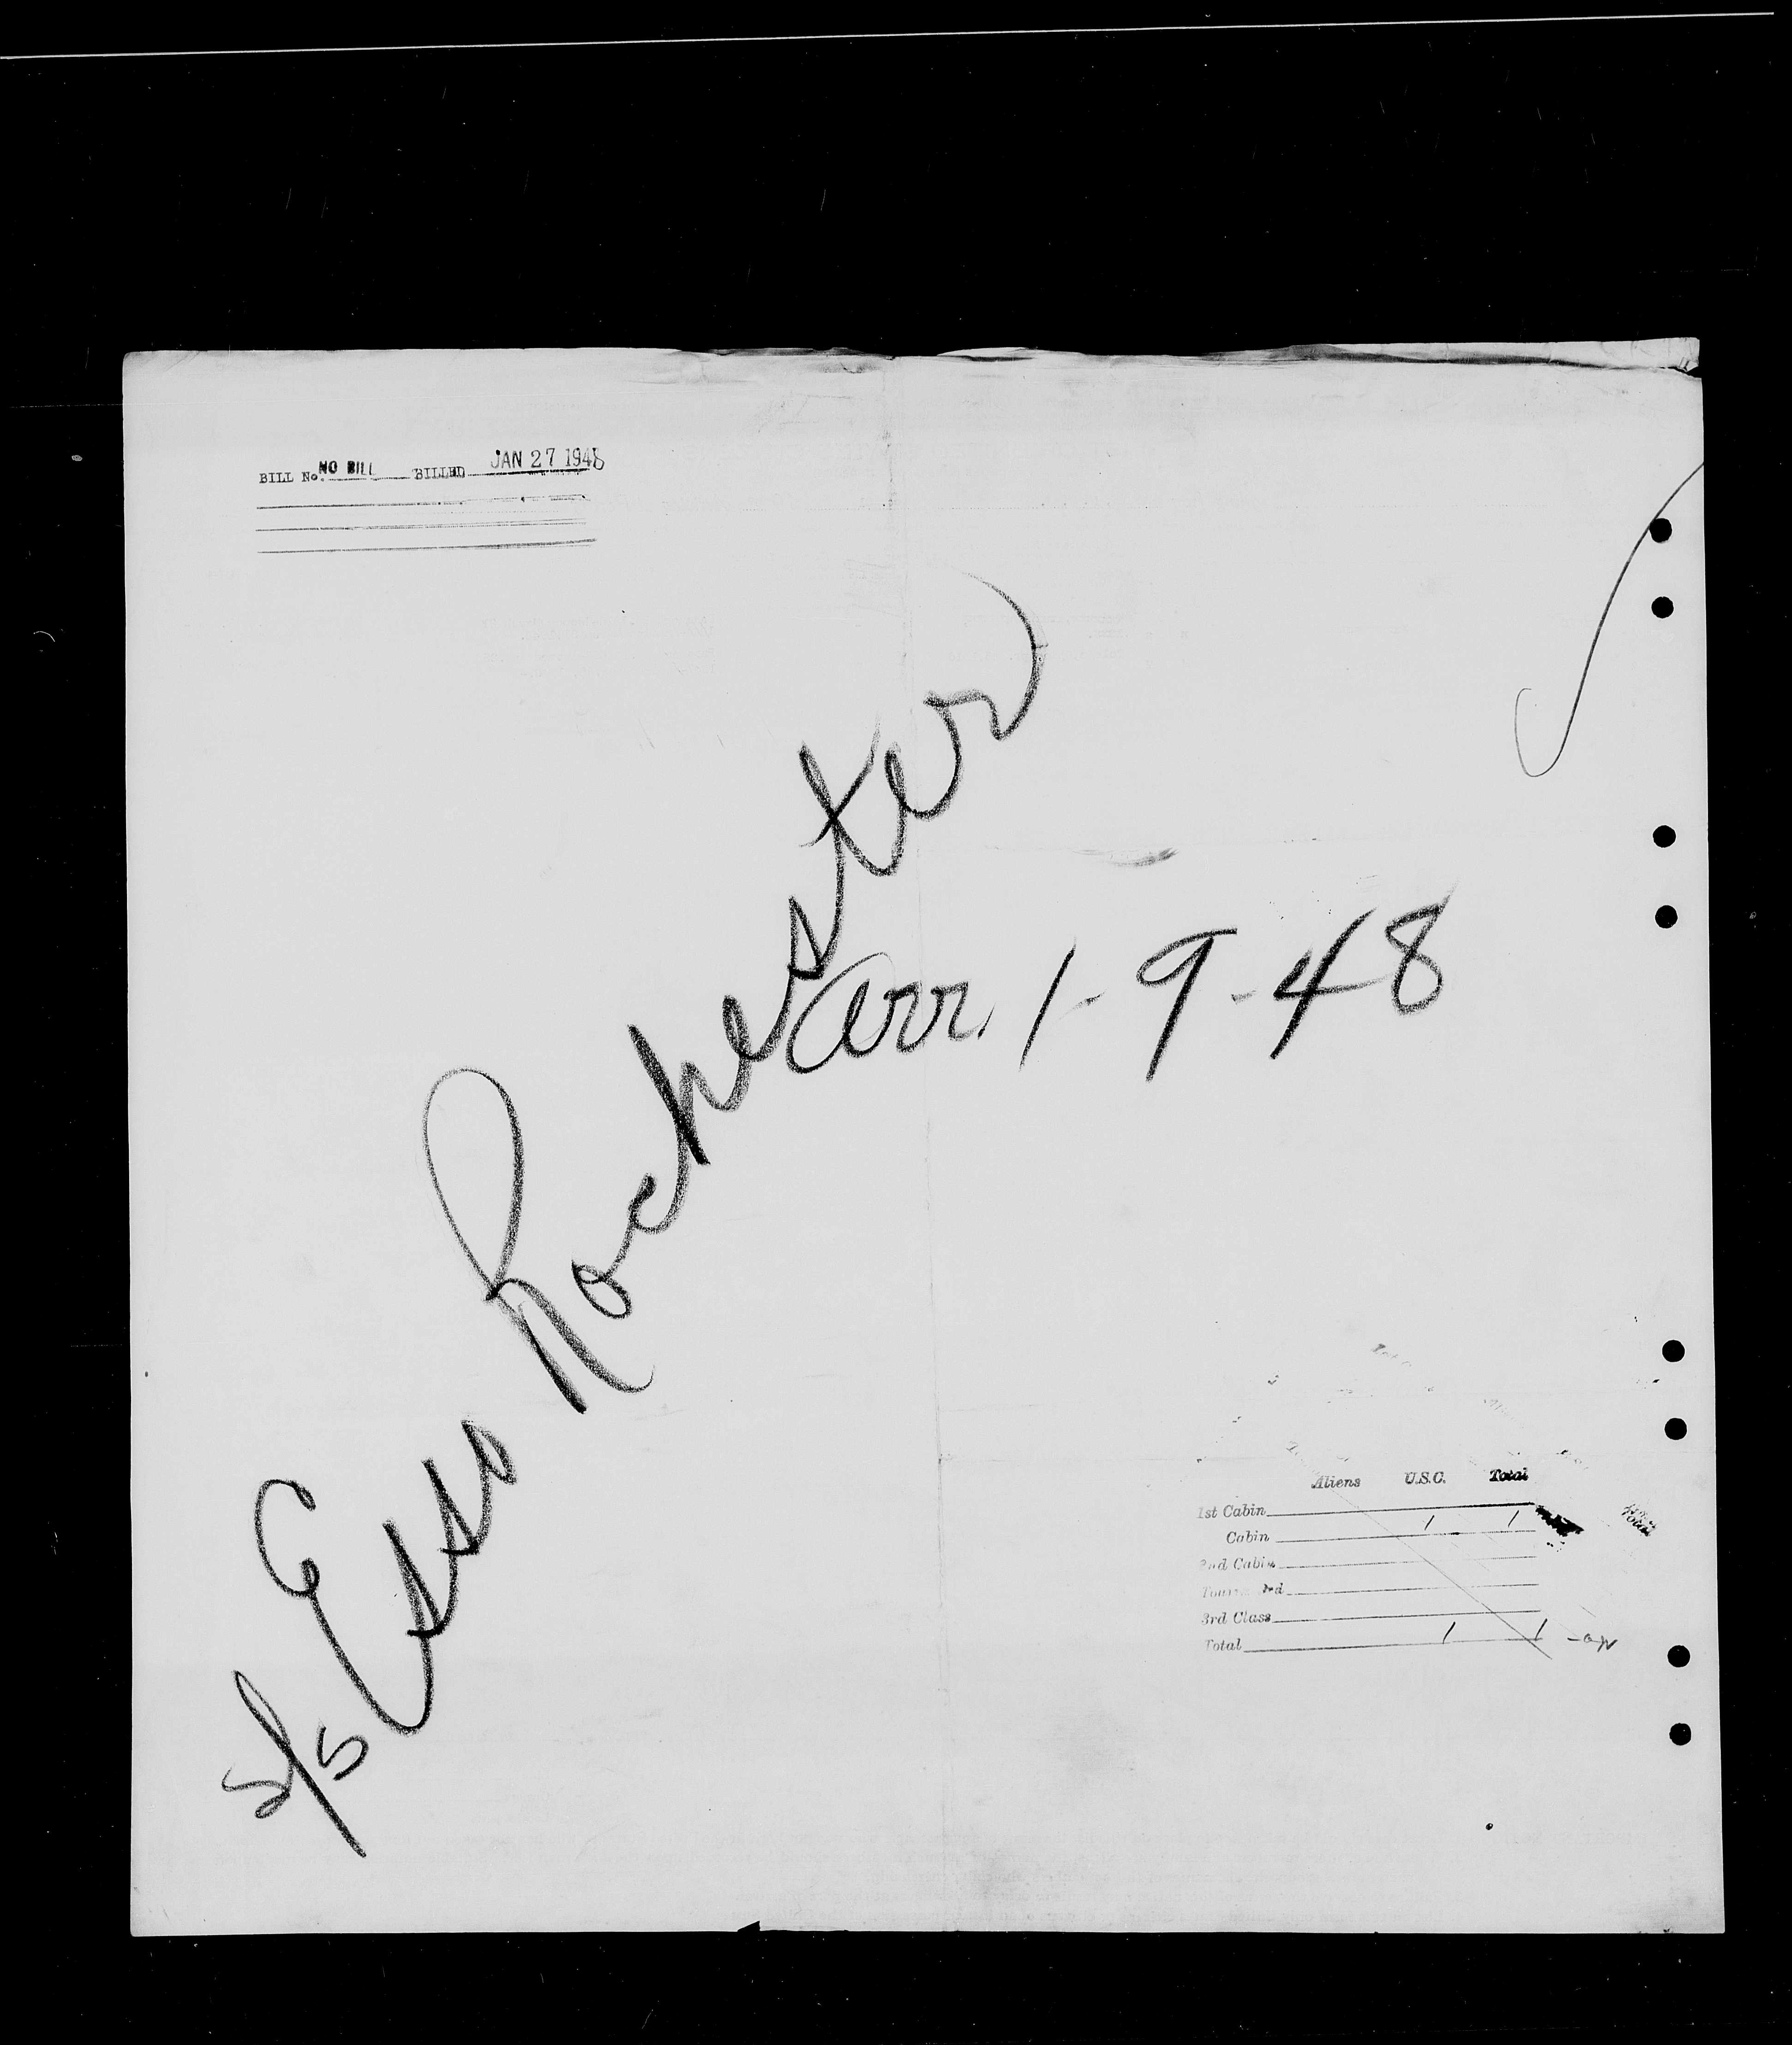 BILL No. NO BILL BILLED JAN 27 1948
S/S Esso Rochester
arr. 1-9-48
Aliens U.S.C. Total
1st Cabin
Cabin 1 1
2nd Cabin
3rd Class
Total 1 1